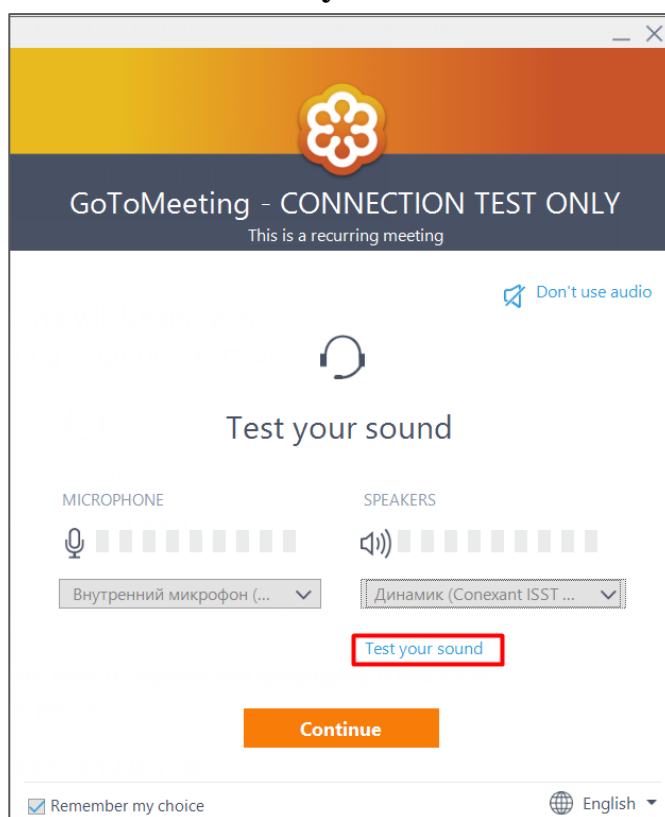 GoToMeeting - CONNECTION TEST ONLY
This is a recurring meeting
Don't use audio
Test your sound
MICROPHONE
SPEAKERS
Внутренний микрофон (...
Динамик (Conexant ISST ...
Test your sound
Continue
Remember my choice
English